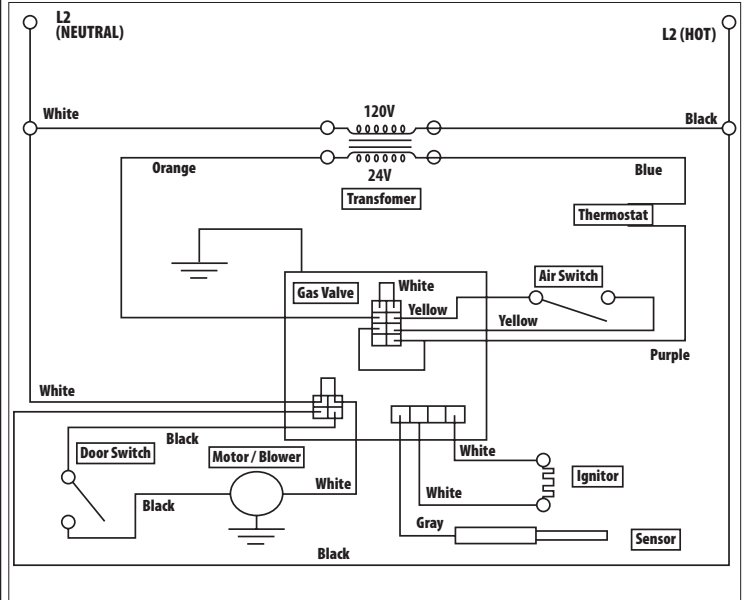 L2
(NEUTRAL)
L2 (HOT)
White
120V
Black
Orange
24V
Blue
Transfomer
Thermostat
Air Switch
Gas Valve
White
Yellow
Yellow
Purple
White
Black
Door Switch
Motor / Blower
White
White
Ignitor
Black
White
Gray
Sensor
Black